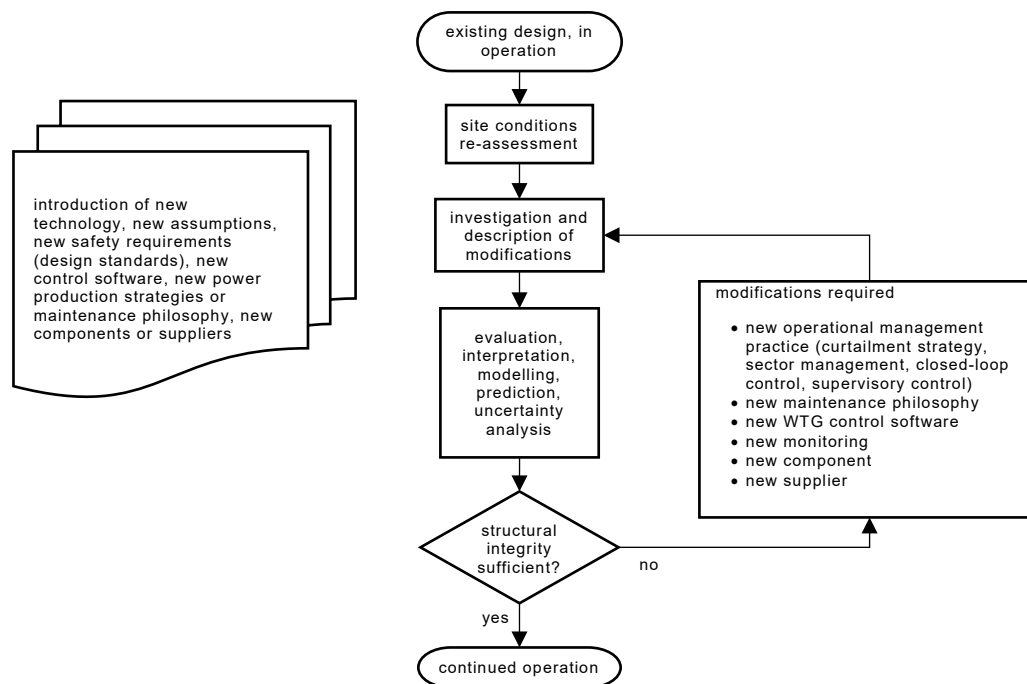 existing design, in
operation
site conditions
re-assessment
introduction of new
technology, new assumptions,
new safety requirements
(design standards), new
control software, new power
production strategies or
maintenance philosophy, new
components or suppliers
investigation and
description of
modifications
evaluation,
interpretation,
modelling,
prediction,
uncertainty
analysis
modifications required
• new operational management
practice (curtailment strategy,
sector management, closed-loop
control, supervisory control)
• new maintenance philosophy
• new WTG control software
• new monitoring
• new component
• new supplier
structural
integrity
sufficient?
no
yes
continued operation